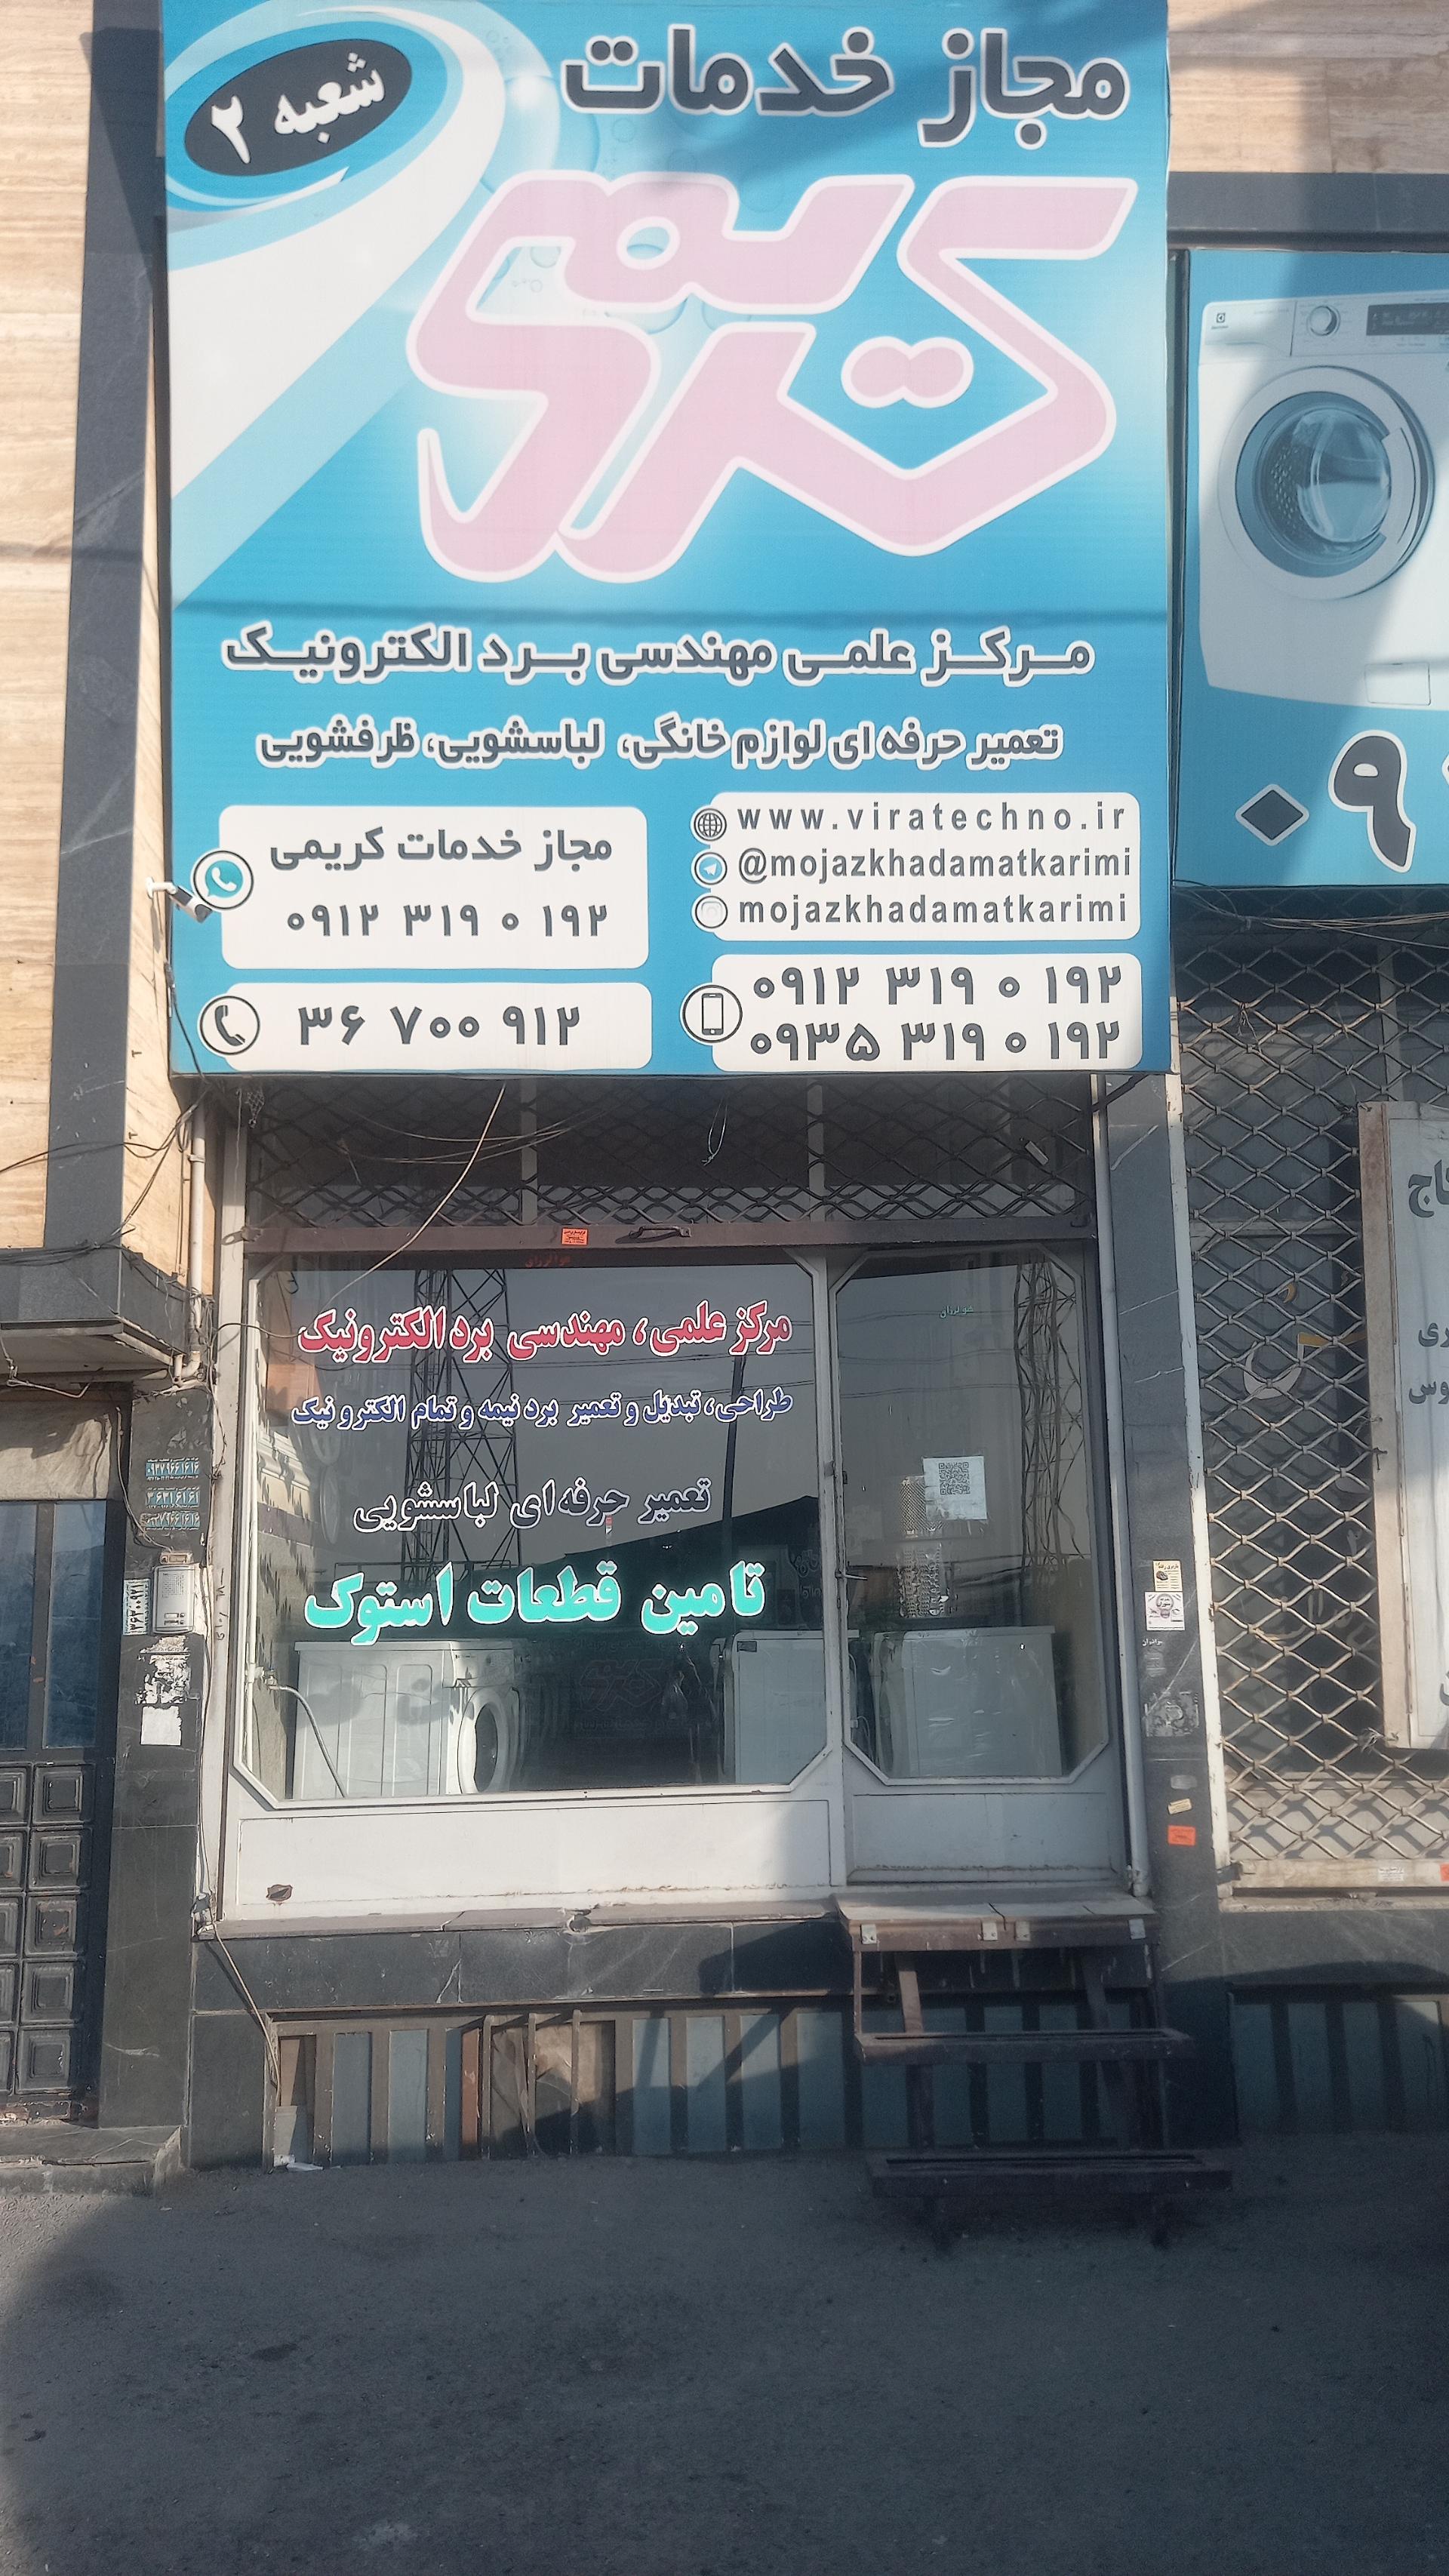 شعبه ۲
مجاز خدمات
کریمی
مرکز علمی مهندسی برد الکترونیک
تعمیر حرفه ای لوازم خانگی، لباسشویی، ظرفشویی
www.viratechno.ir
@mojazkhadamatkarimi
mojazkhadamatkarimi
مجاز خدمات کریمی
۰۹۱۲ ۳۱۹ ۰ ۱۹۲
۰۹۱۲ ۳۱۹ ۰ ۱۹۲
۰۹۳۵ ۳۱۹ ۰ ۱۹۲
۳۶ ۷۰۰ ۹۱۲
۰۹
مرکز علمی، مهندسی برد الکترونیک
طراحی، تبدیل و تعمیر برد نیمه و تمام الکترونیک
تعمیر حرفه ای لباسشویی
تامین قطعات استوک